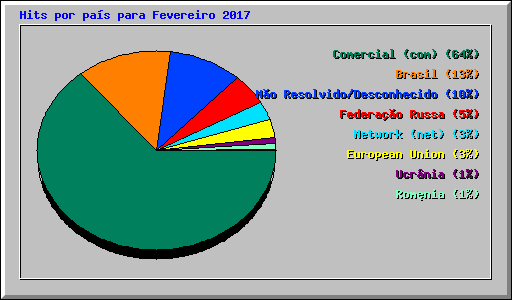 Hits por país para Fevereiro 2017
Comercial (com) (64%)
Brasil (13%)
Não Resolvido/Desconhecido (10%)
Federação Russa (5%)
Network (net) (3%)
European Union (3%)
Ucrânia (1%)
Romęnia (1%)